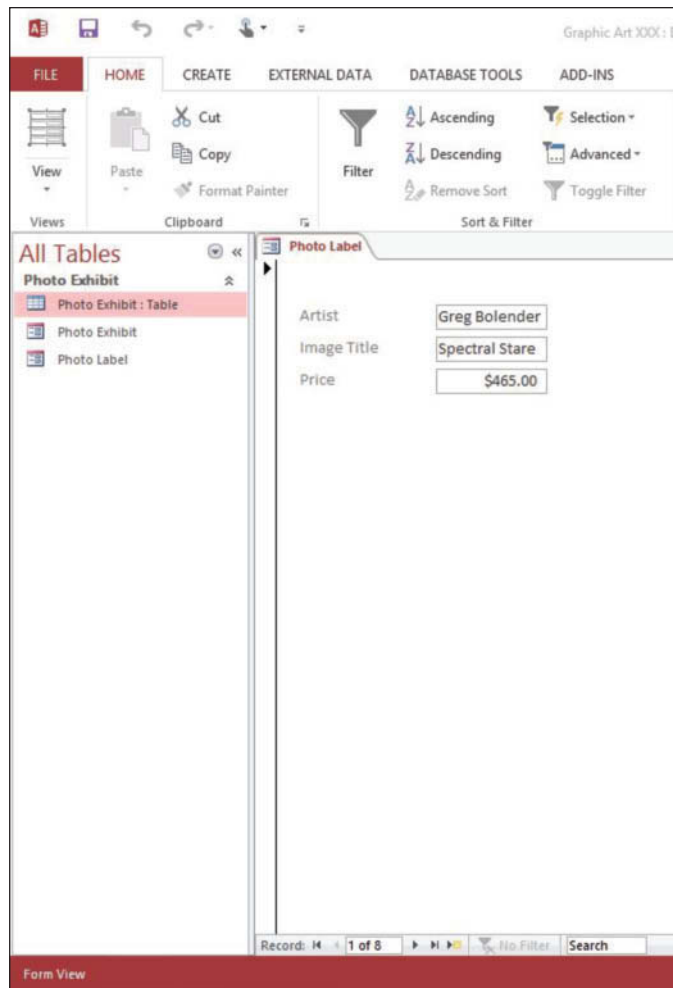 Graphic Art XXX :
FILE HOME CREATE EXTERNAL DATA DATABASE TOOLS ADD-INS
View
Paste
Cut
Copy
Format Painter
Filter
Ascending
Descending
Remove Sort
Selection
Advanced
Toggle Filter
Views Clipboard Sort & Filter
All Tables
Photo Exhibit
Photo Exhibit : Table
Photo Exhibit
Photo Label
Photo Label
Artist Greg Bolender
Image Title Spectral Stare
Price $465.00
Record: 1 of 8 No Filter Search
Form View